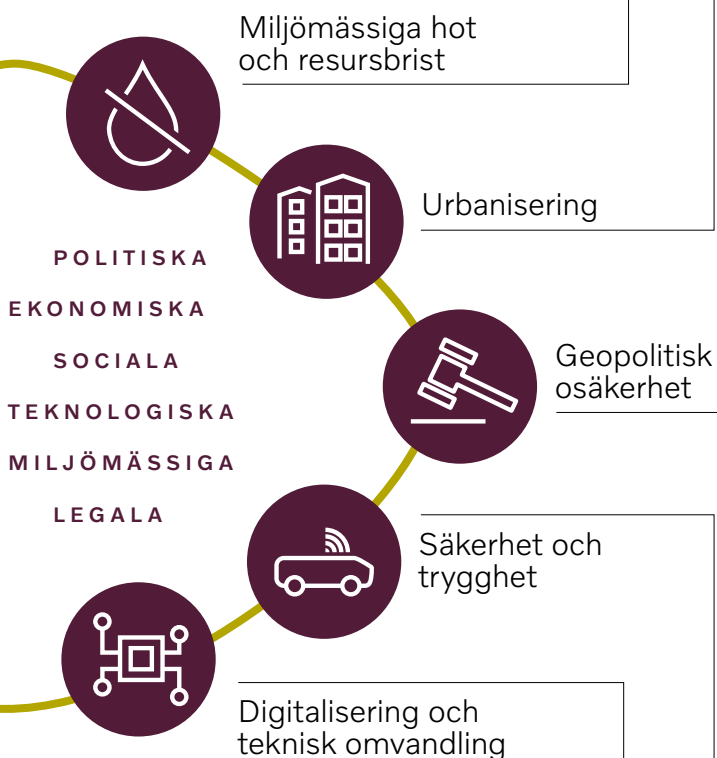 Miljömässiga hot
och resursbrist
Urbanisering
POLITISKA
EKONOMISKA
SOCIALA
TEKNOLOGISKA
MILJÖMÄSSIGA
LEGALA
Geopolitisk
osäkerhet
Säkerhet och
trygghet
Digitalisering och
teknisk omvandling